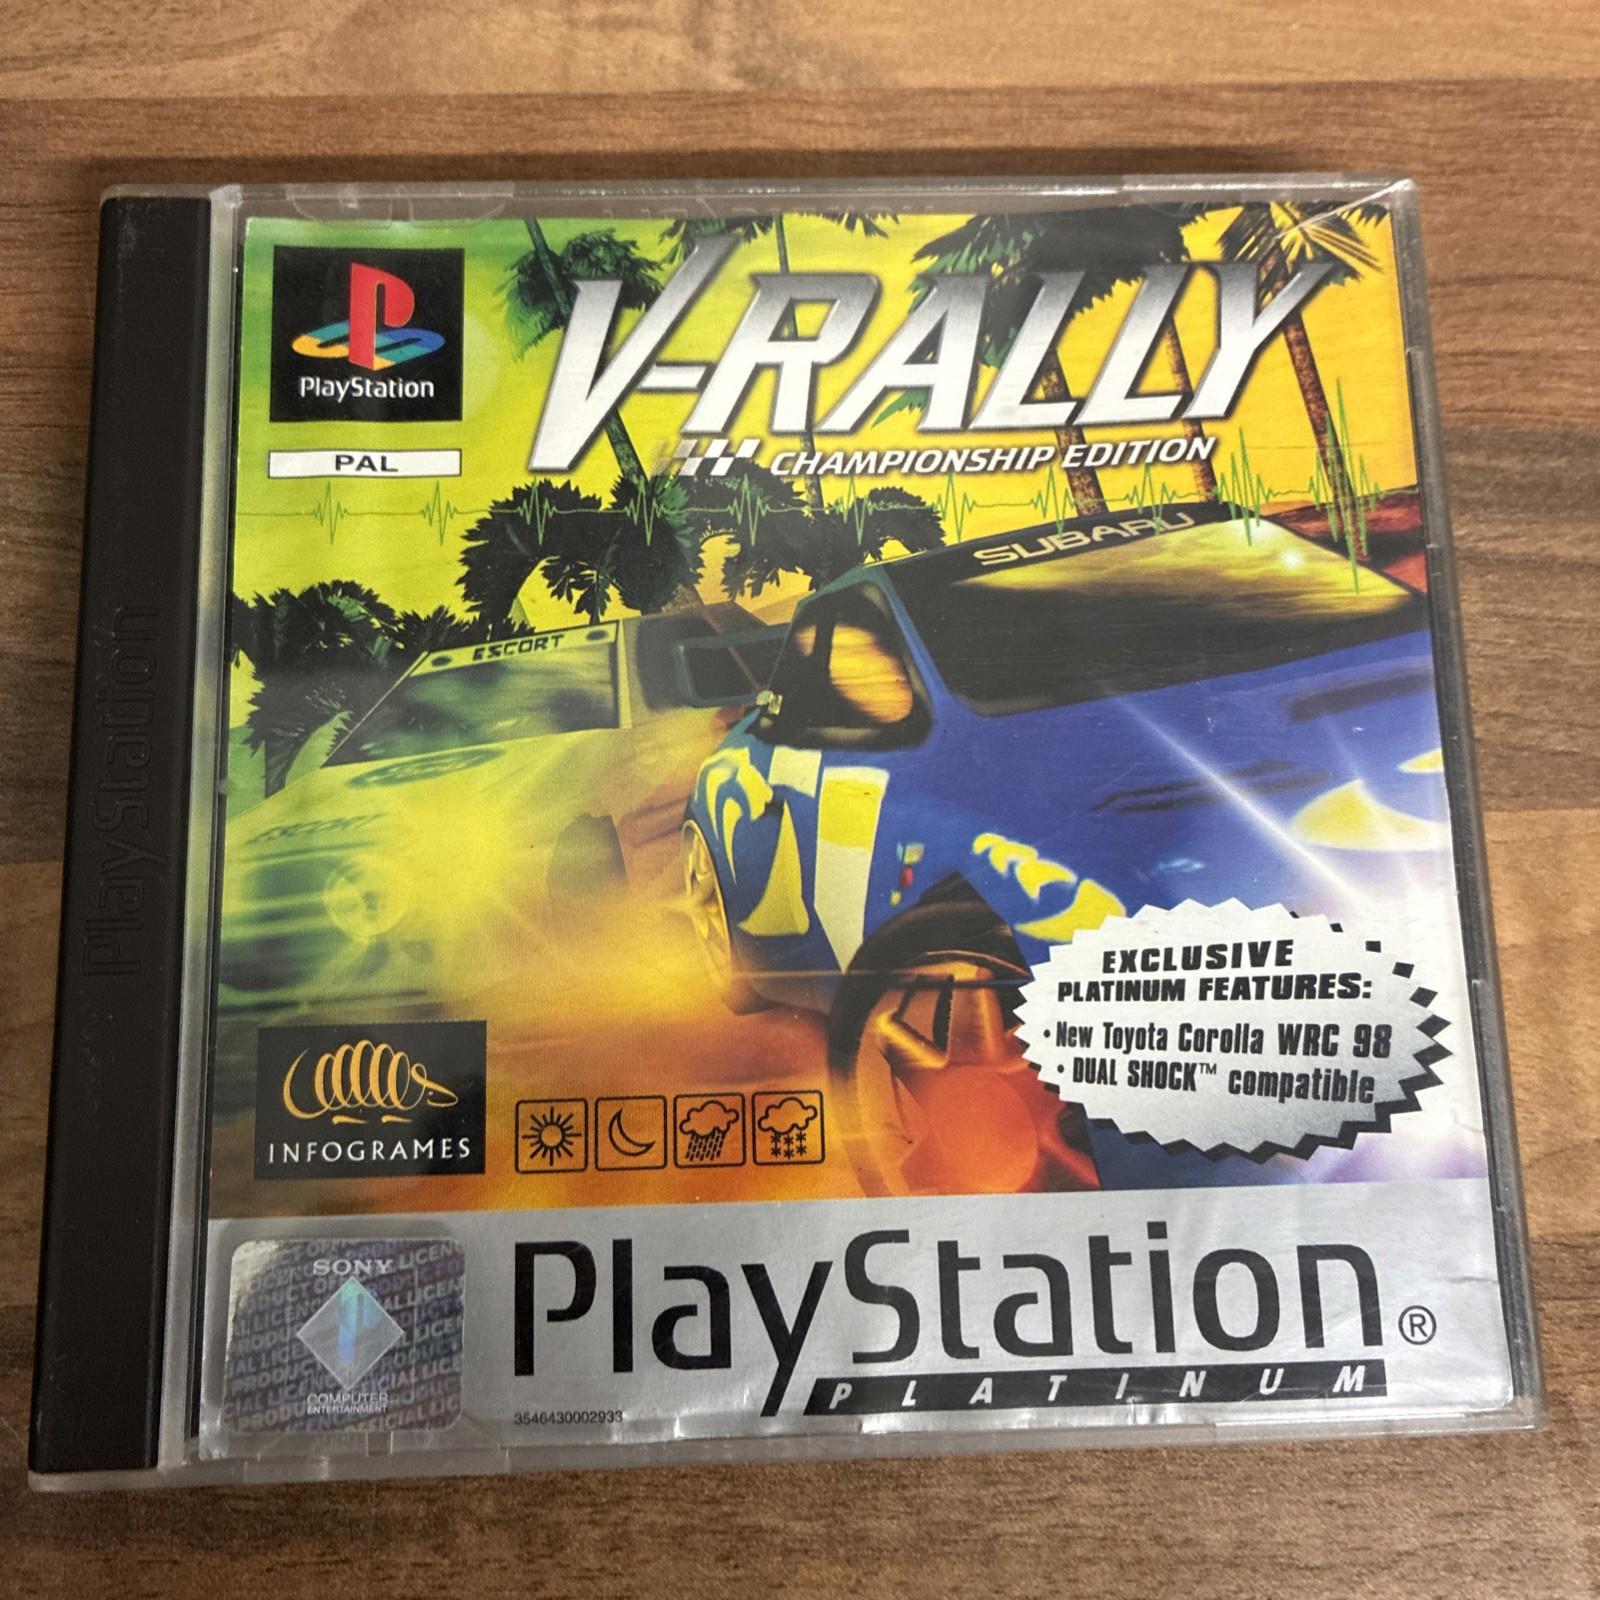 PlayStation
PlayStation
PAL
V-RALLY
CHAMPIONSHIP EDITION
SUBARU
ESCORT
ESCORT
EXCLUSIVE
PLATINUM FEATURES:
• New Toyota Corolla WRC 98
• DUAL SHOCK™ compatible
INFOGRAMES
SONY
COMPUTER
ENTERTAINMENT
PlayStation®
PLATINUM
3546430002933